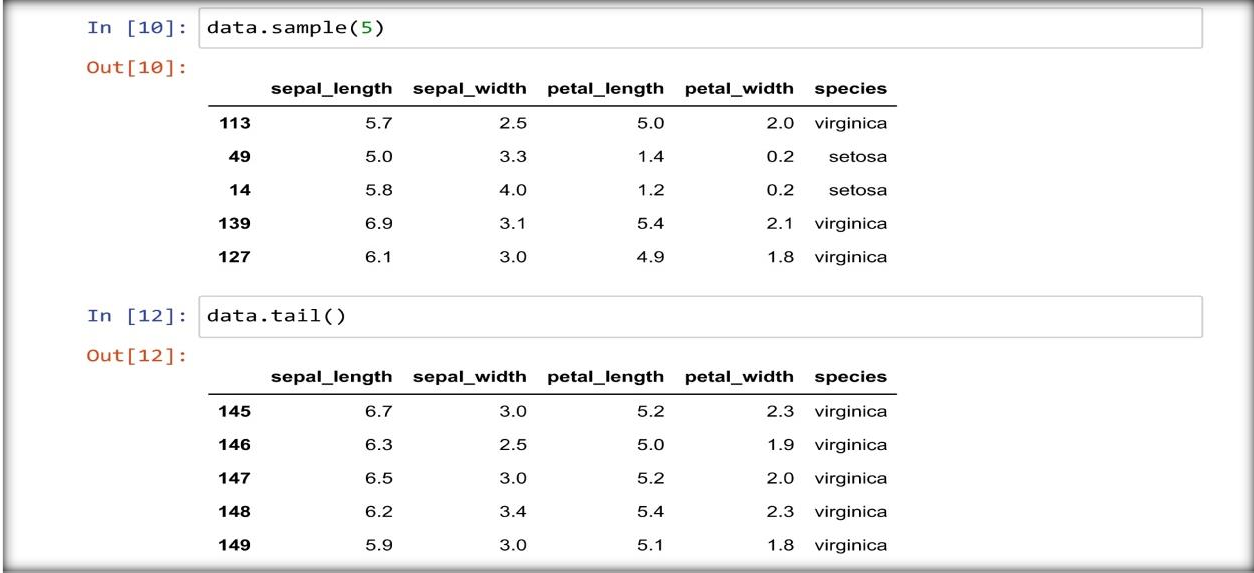 In [10]: data.sample(5)
Out[10]:
sepal_length sepal_width petal_length petal_width species
113 5.7 2.5 5.0 2.0 virginica
49 5.0 3.3 1.4 0.2 setosa
14 5.8 4.0 1.2 0.2 setosa
139 6.9 3.1 5.4 2.1 virginica
127 6.1 3.0 4.9 1.8 virginica
In [12]: data.tail()
Out[12]:
sepal_length sepal_width petal_length petal_width species
145 6.7 3.0 5.2 2.3 virginica
146 6.3 2.5 5.0 1.9 virginica
147 6.5 3.0 5.2 2.0 virginica
148 6.2 3.4 5.4 2.3 virginica
149 5.9 3.0 5.1 1.8 virginica